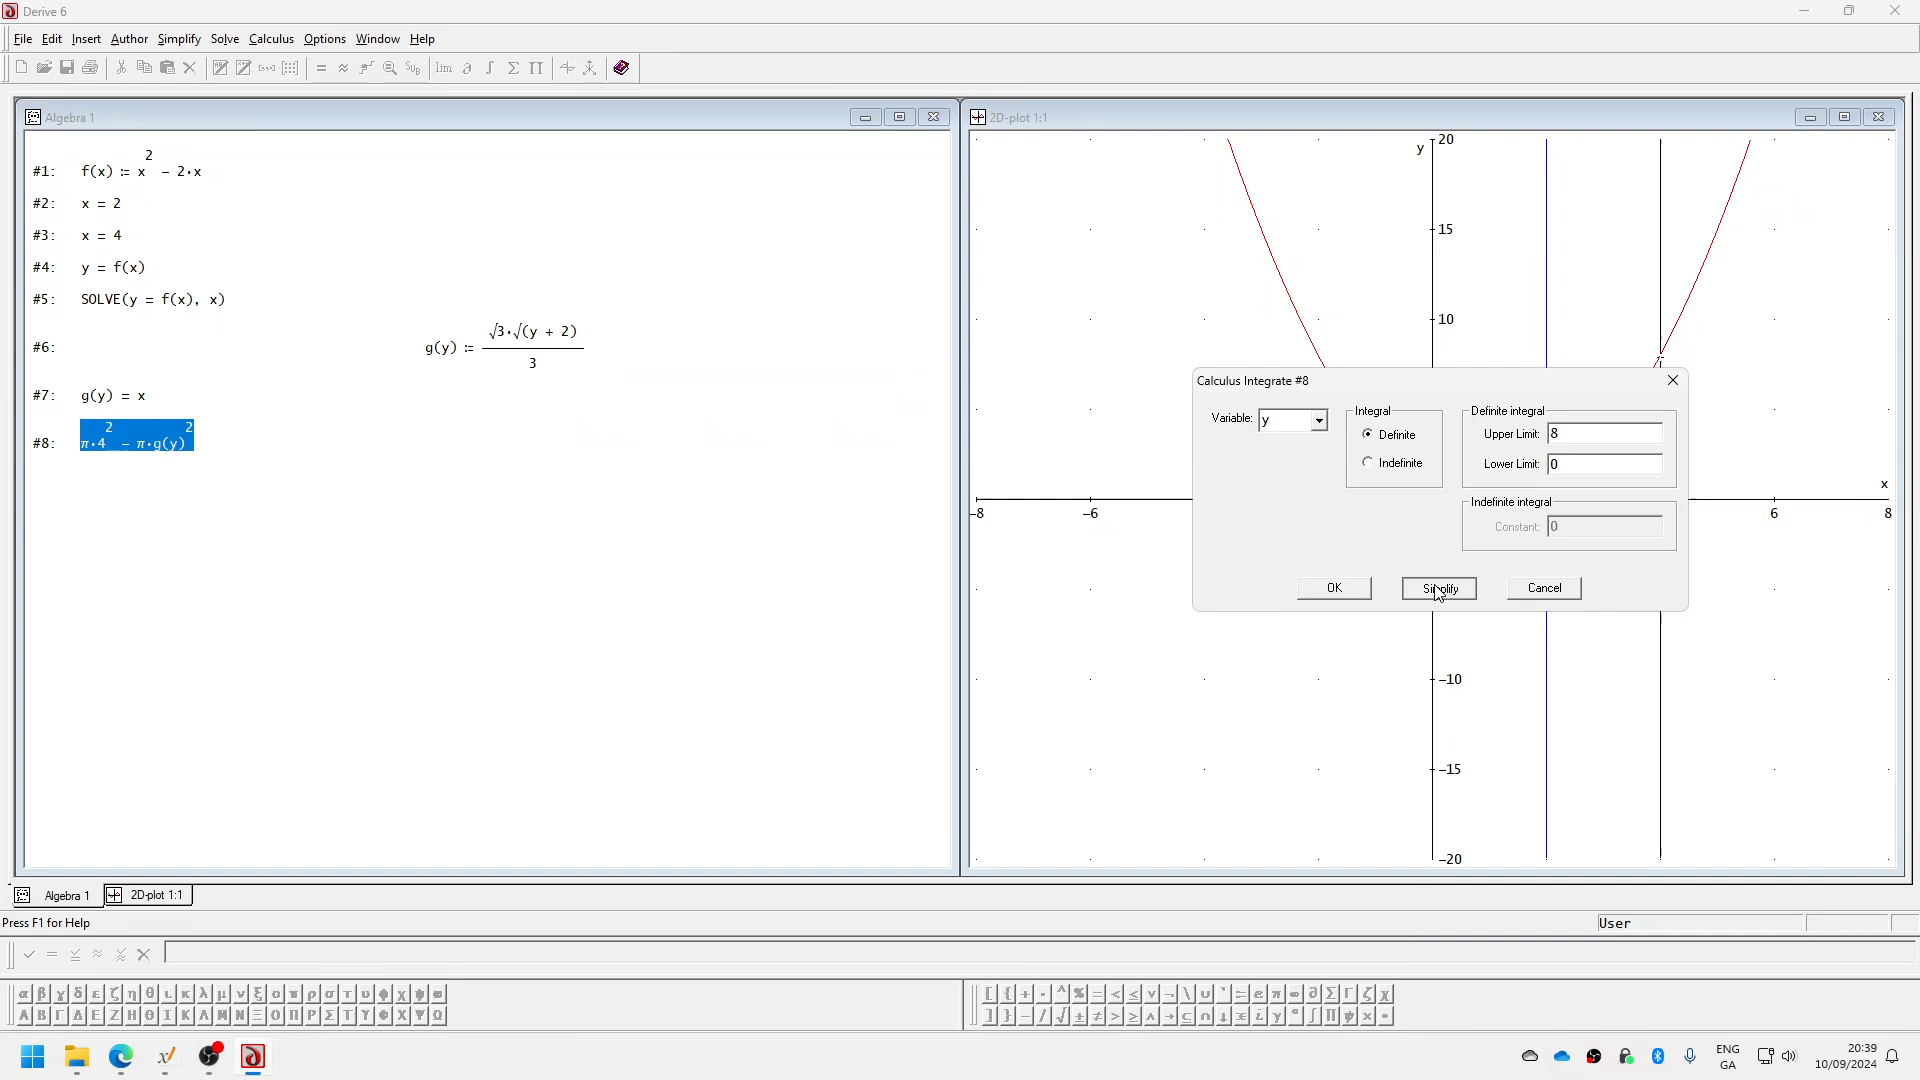 Derive 6
File Edit Insert Author Simplify Solve Calculus Options Window Help
Algebra 1
#1: f(x) ≔ x² - 2·x
#2: x = 2
#3: x = 4
#4: y = f(x)
#5: SOLVE(y = f(x), x)
#6: g(y) ≔ √3·√(y + 2) / 3
#7: g(y) = x
#8: π·4² - π·g(y)²
2D-plot 1:1
y
20
15
10
x
-8 -6 6 8
-10
-15
-20
Calculus Integrate #8
Variable: y
Integral
Definite
Indefinite
Definite integral
Upper Limit: 8
Lower Limit: 0
Indefinite integral
Constant: 0
OK Simplify Cancel
Algebra 1 2D-plot 1:1
Press F1 for Help
User
α β γ δ ε ζ η θ ι κ λ μ ν ξ ο π ρ σ τ υ φ χ ψ ω
Α Β Γ Δ Ε Ζ Η Θ Ι Κ Λ Μ Ν Ξ Ο Π Ρ Σ Τ Υ Φ Χ Ψ Ω
ENG
GA
20:39
10/09/2024